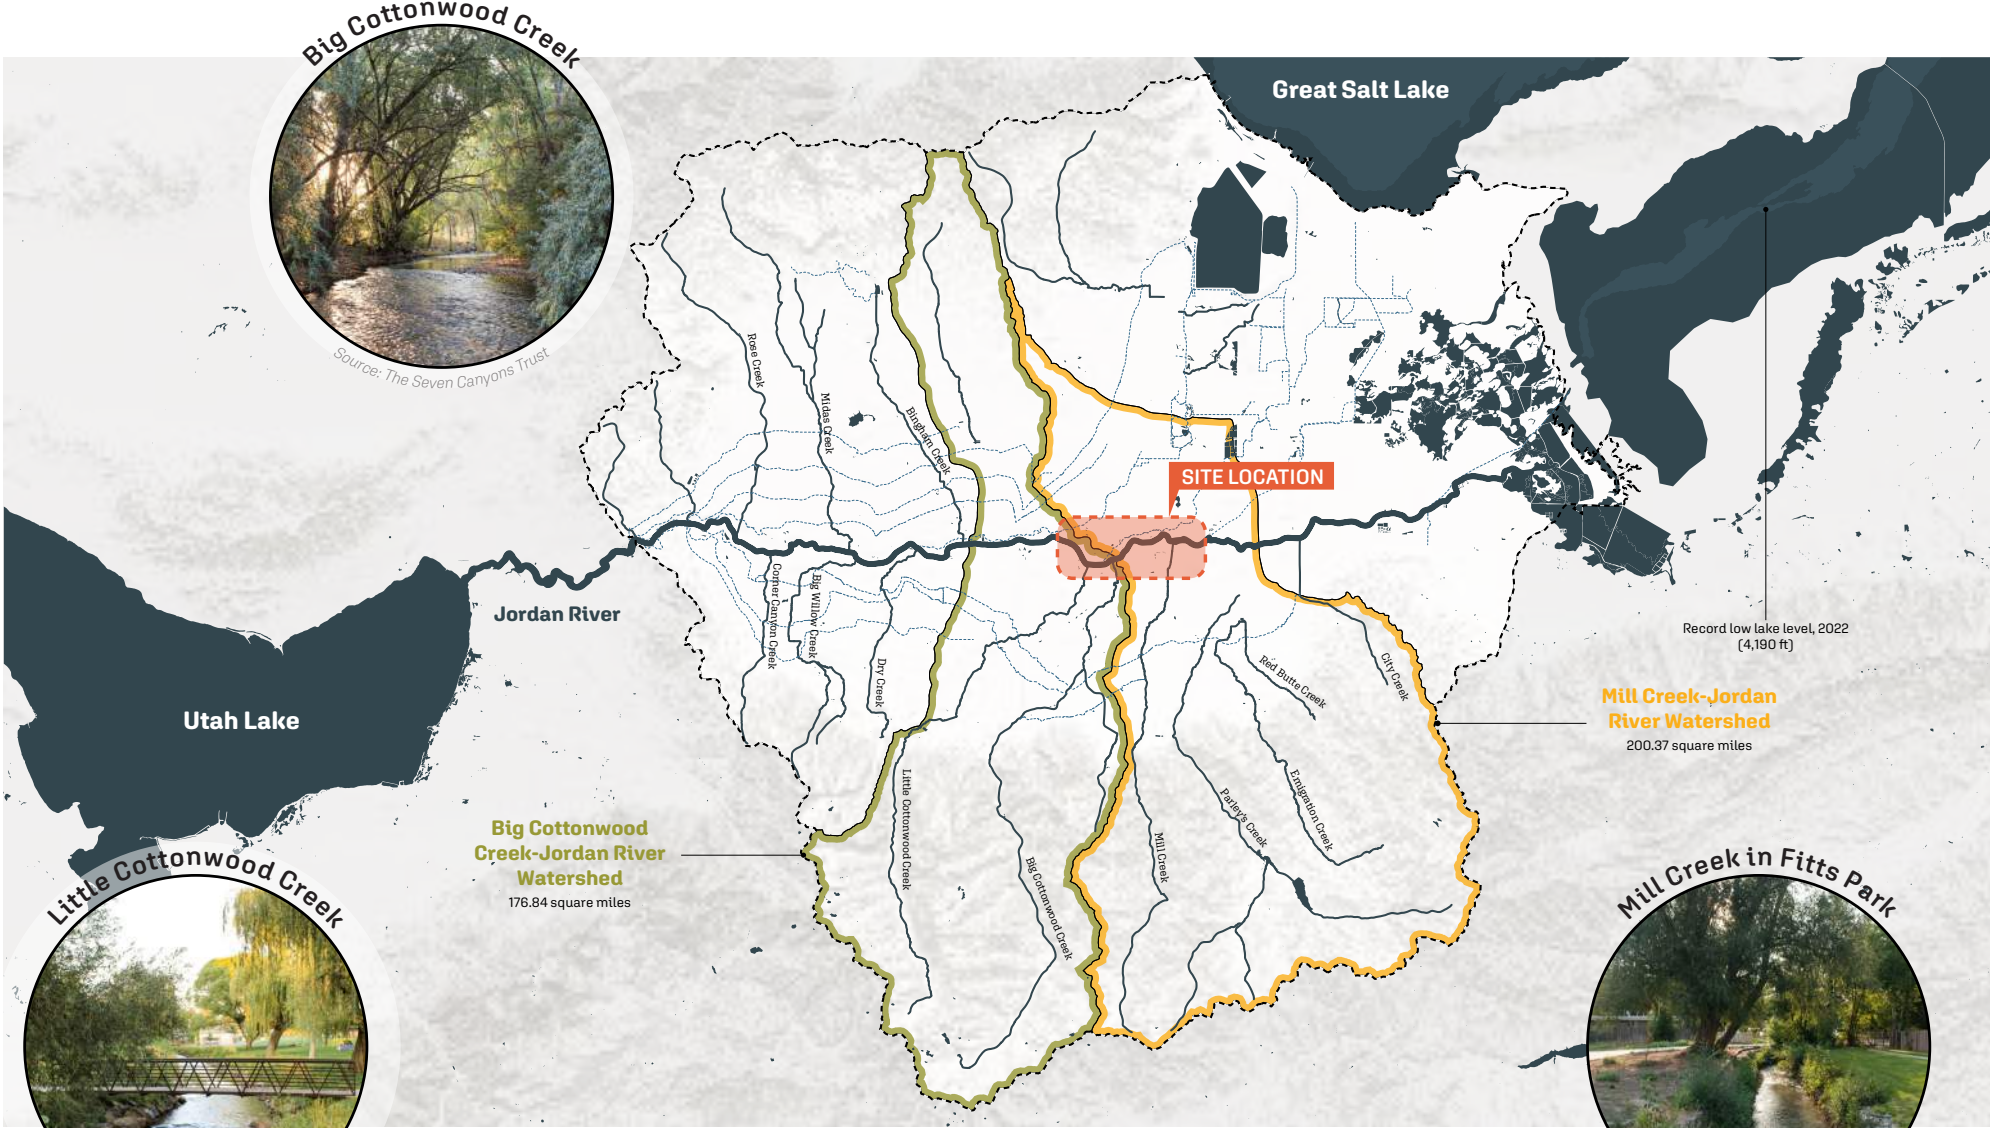 Big Cottonwood Creek
Source: The Seven Canyons Trust
Great Salt Lake
Rose Creek
Midas Creek
Bingham Creek
SITE LOCATION
Jordan River
Corner Canyon Creek
Big Willow Creek
Dry Creek
Utah Lake
Record low lake level, 2022
(4,190 ft)
Red Butte Creek
City Creek
Mill Creek-Jordan
River Watershed
200.37 square miles
Emigration Creek
Parley's Creek
Mill Creek
Little Cottonwood Creek
Big Cottonwood Creek
Big Cottonwood
Creek-Jordan River
Watershed
176.84 square miles
Little Cottonwood Creek
Mill Creek in Fitts Park